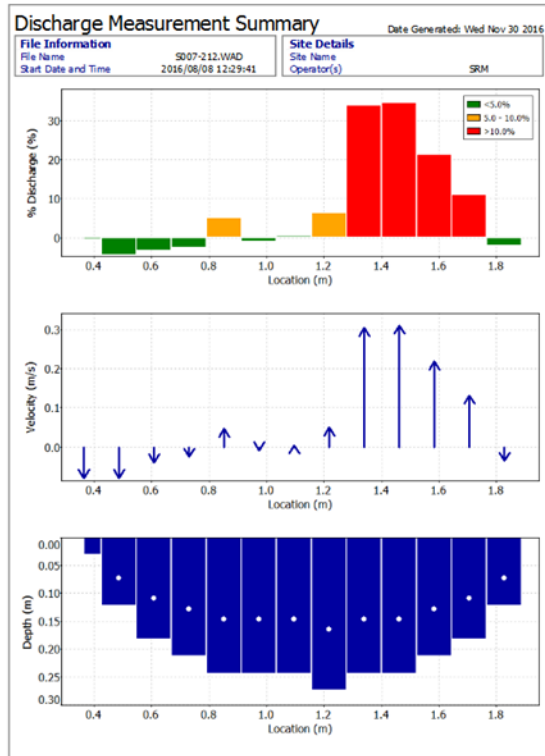 Discharge Measurement Summary
Date Generated: Wed Nov 30 2016
File Information
File Name S007-212.WAD
Start Date and Time 2016/08/08 12:29:41
Site Details
Site Name
Operator(s) SRM
% Discharge (%)
30
20
10
0
<5.0%
5.0 - 10.0%
>10.0%
0.4 0.6 0.8 1.0 1.2 1.4 1.6 1.8
Location (m)
Velocity (m/s)
0.3
0.2
0.1
0.0
0.4 0.6 0.8 1.0 1.2 1.4 1.6 1.8
Location (m)
Depth (m)
0.00
0.05
0.10
0.15
0.20
0.25
0.30
0.4 0.6 0.8 1.0 1.2 1.4 1.6 1.8
Location (m)